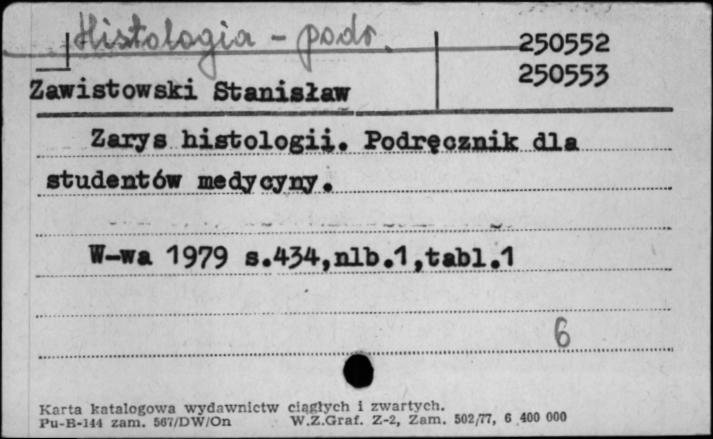 Histologia - podr.
250552
250553
Zawistowski Stanisław
Zarys histologii. Podręcznik dla
studentów medycyny.
W-wa 1979 s.434,nlb.1,tabl.1
6
Karta katalogowa wydawnictw ciągłych i zwartych.
Pu-B-144 zam. 567/DW/On W.Z.Graf. Z-2, Zam. 502/77, 6 400 000